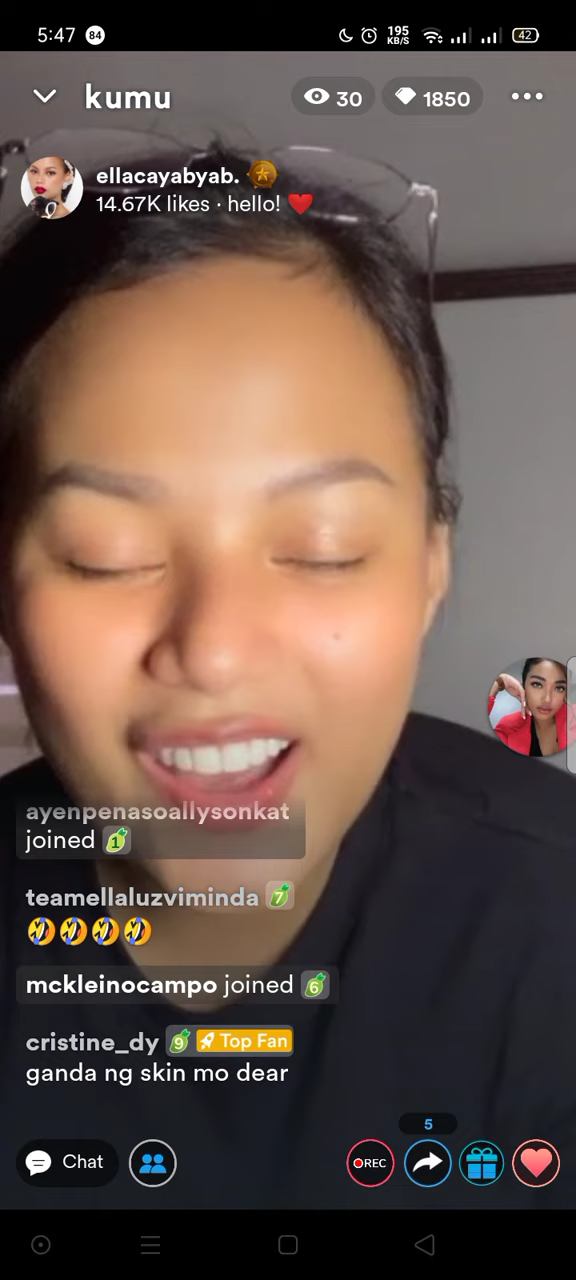 5:47 84 195 KB/S 42
kumu 30 1850
ellacayabyab.
14.67K likes · hello! ❤️
ayenpenasoallysonkat
joined 1
teamellaluzviminda 7
🤣🤣🤣🤣
mckleinocampo joined 6
cristine_dy 9 Top Fan
ganda ng skin mo dear
5
Chat REC